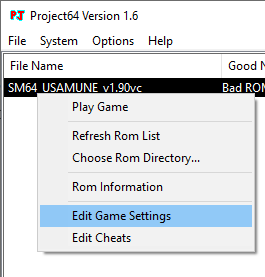 Project64 Version 1.6
File System Options Help
File Name Good N
SM64_USAMUNE_v1.90vc Bad ROM
Play Game
Refresh Rom List
Choose Rom Directory...
Rom Information
Edit Game Settings
Edit Cheats